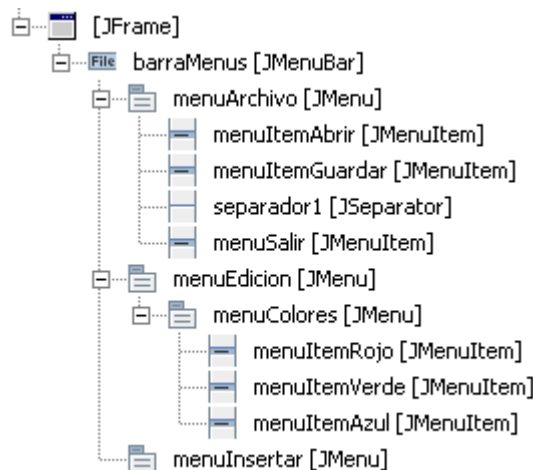 [JFrame]
File barraMenus [JMenuBar]
menuArchivo [JMenu]
menuItemAbrir [JMenuItem]
menuItemGuardar [JMenuItem]
separador1 [JSeparator]
menuSalir [JMenuItem]
menuEdicion [JMenu]
menuColores [JMenu]
menuItemRojo [JMenuItem]
menuItemVerde [JMenuItem]
menuItemAzul [JMenuItem]
menuInsertar [JMenu]